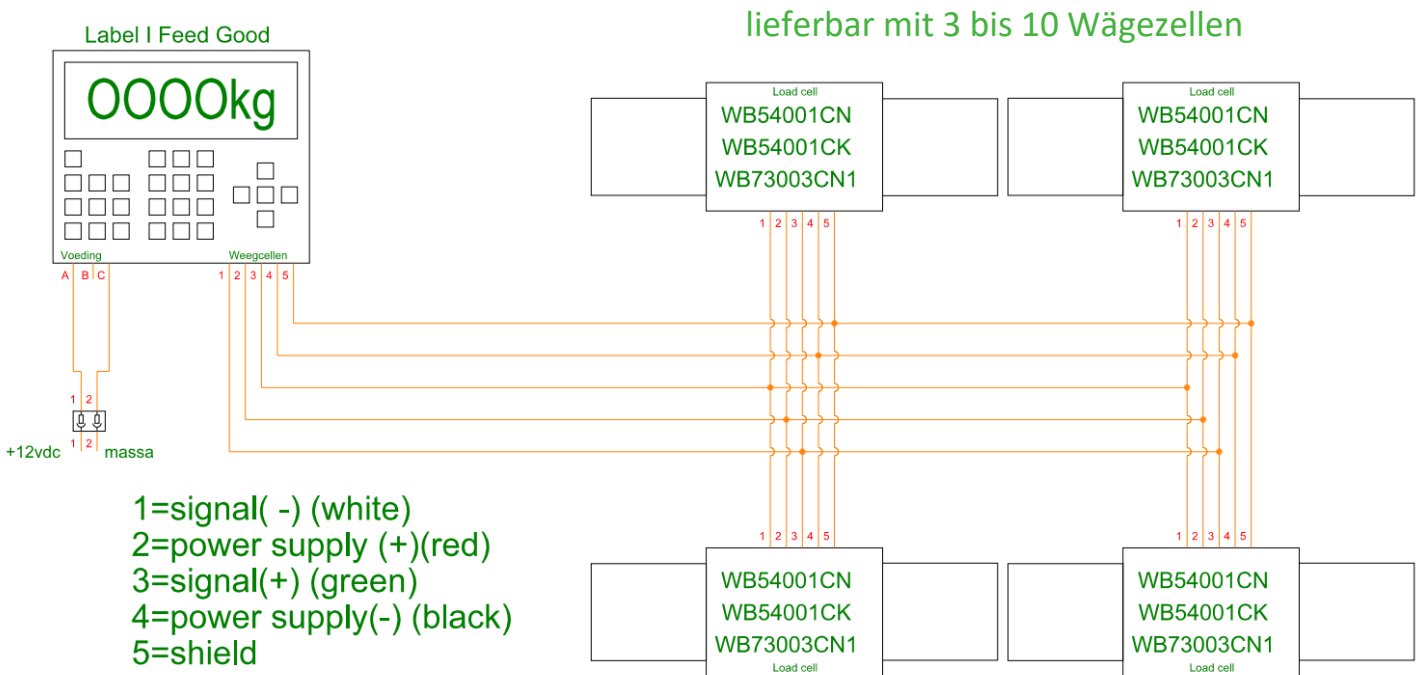 lieferbar mit 3 bis 10 Wägezellen
Label I Feed Good
OOOOkg
Voeding
Weegcellen
A B C
1 2 3 4 5
1 2
1 2
+12vdc
massa
Load cell
WB54001CN
WB54001CK
WB73003CN1
1 2 3 4 5
Load cell
WB54001CN
WB54001CK
WB73003CN1
1 2 3 4 5
1=signal( -) (white)
2=power supply (+)(red)
3=signal(+) (green)
4=power supply(-) (black)
5=shield
1 2 3 4 5
WB54001CN
WB54001CK
WB73003CN1
Load cell
1 2 3 4 5
WB54001CN
WB54001CK
WB73003CN1
Load cell